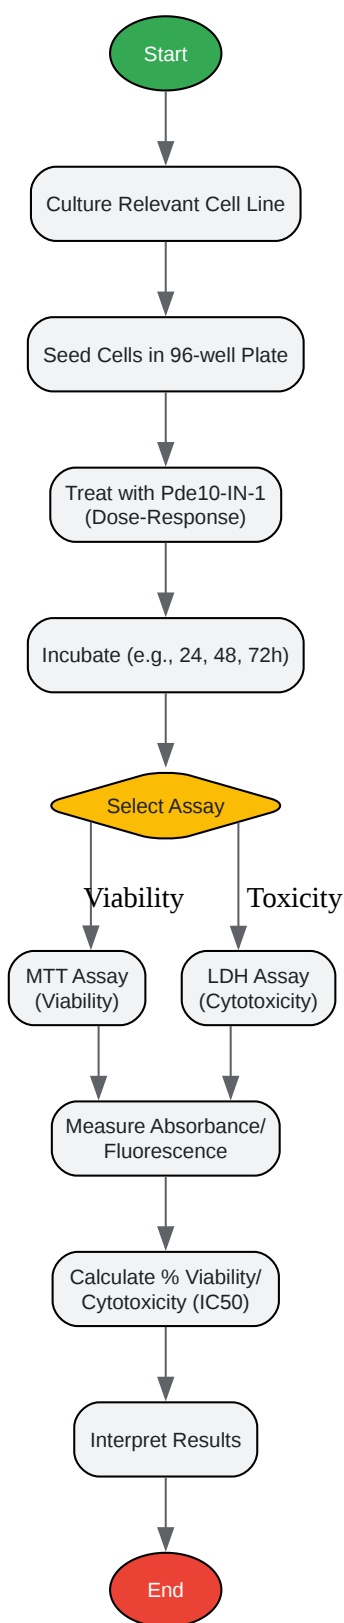 Start
Culture Relevant Cell Line
Seed Cells in 96-well Plate
Treat with Pde10-IN-1
(Dose-Response)
Incubate (e.g., 24, 48, 72h)
Select Assay
Viability
Toxicity
MTT Assay
(Viability)
LDH Assay
(Cytotoxicity)
Measure Absorbance/
Fluorescence
Calculate % Viability/
Cytotoxicity (IC50)
Interpret Results
End